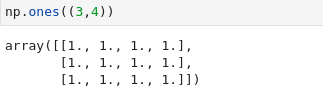 np.ones((3,4))
array([[1., 1., 1., 1.],
       [1., 1., 1., 1.],
       [1., 1., 1., 1.]])